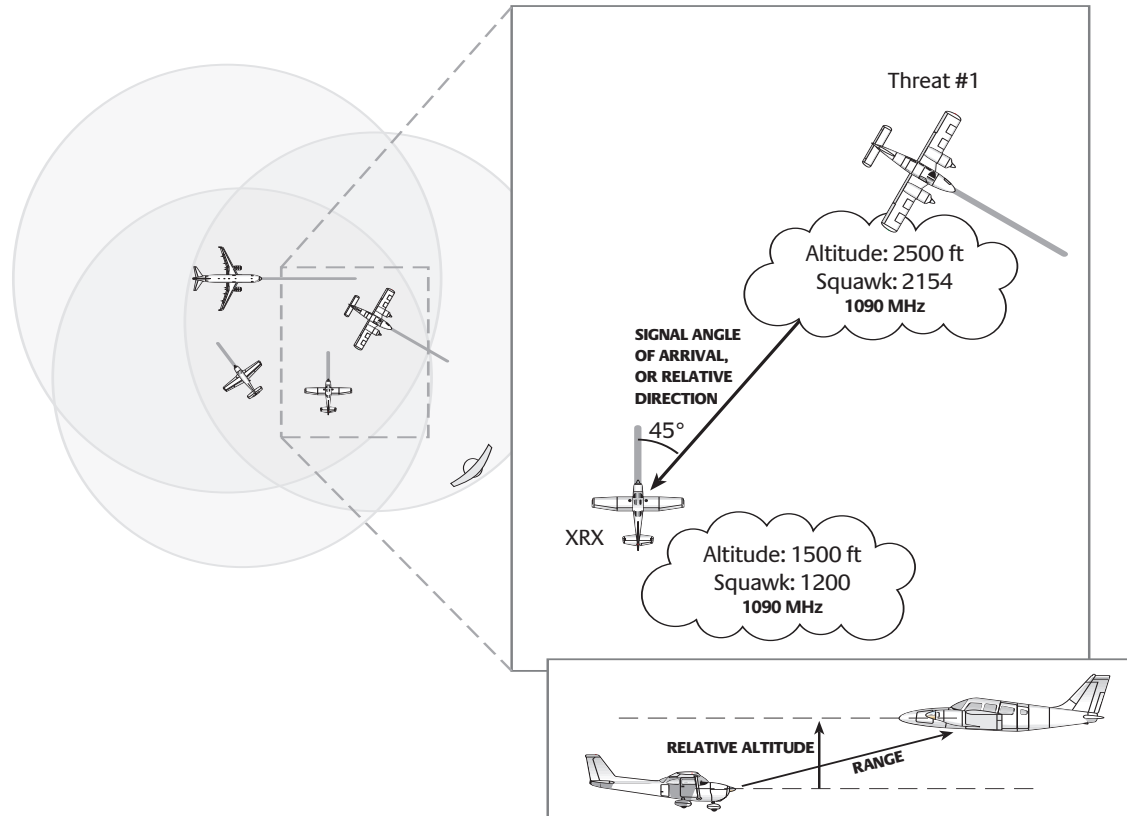 Threat #1
Altitude: 2500 ft
Squawk: 2154
1090 MHz
SIGNAL ANGLE
OF ARRIVAL,
OR RELATIVE
DIRECTION
45°
XRX
Altitude: 1500 ft
Squawk: 1200
1090 MHz
RELATIVE ALTITUDE
RANGE